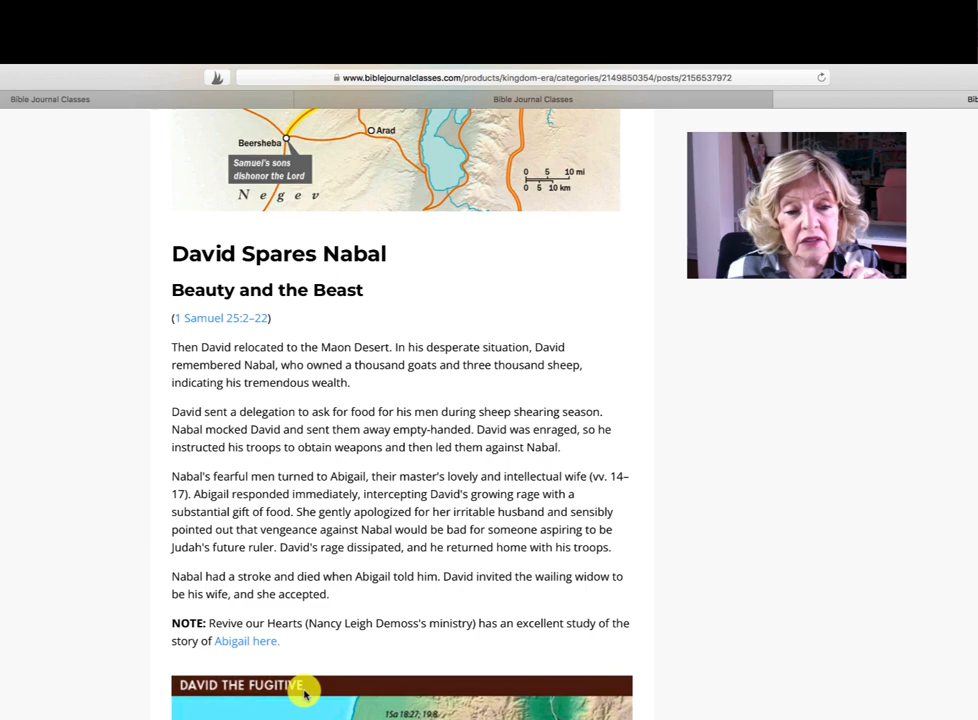 www.biblejournalclasses.com/products/kingdom-era/categories/2149850354/posts/2156537972
Bible Journal Classes
Bible Journal Classes
Bib
Arad
Beersheba
Samuel's sons
dishonor the Lord
Negev
0 5 10 mi
0 5 10 km
David Spares Nabal
Beauty and the Beast
(1 Samuel 25:2–22)
Then David relocated to the Maon Desert. In his desperate situation, David
remembered Nabal, who owned a thousand goats and three thousand sheep,
indicating his tremendous wealth.
David sent a delegation to ask for food for his men during sheep shearing season.
Nabal mocked David and sent them away empty-handed. David was enraged, so he
instructed his troops to obtain weapons and then led them against Nabal.
Nabal's fearful men turned to Abigail, their master's lovely and intellectual wife (vv. 14–
17). Abigail responded immediately, intercepting David's growing rage with a
substantial gift of food. She gently apologized for her irritable husband and sensibly
pointed out that vengeance against Nabal would be bad for someone aspiring to be
Judah's future ruler. David's rage dissipated, and he returned home with his troops.
Nabal had a stroke and died when Abigail told him. David invited the wailing widow to
be his wife, and she accepted.
NOTE: Revive our Hearts (Nancy Leigh Demoss's ministry) has an excellent study of the
story of Abigail here.
DAVID THE FUGITIVE
1Sa 18:27; 19:8